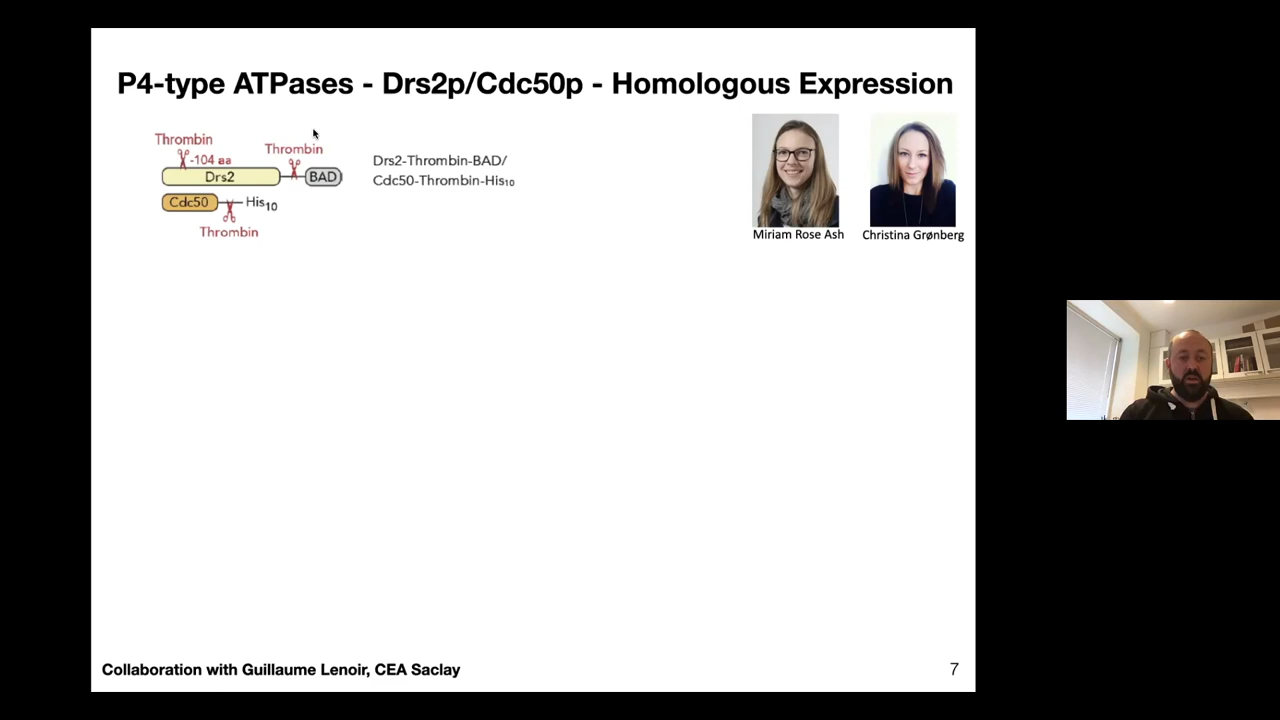 P4-type ATPases - Drs2p/Cdc50p - Homologous Expression
Thrombin
-104 aa
Thrombin
Drs2
BAD
Cdc50
His₁₀
Thrombin
Drs2-Thrombin-BAD/
Cdc50-Thrombin-His₁₀
Miriam Rose Ash
Christina Grønberg
Collaboration with Guillaume Lenoir, CEA Saclay
7